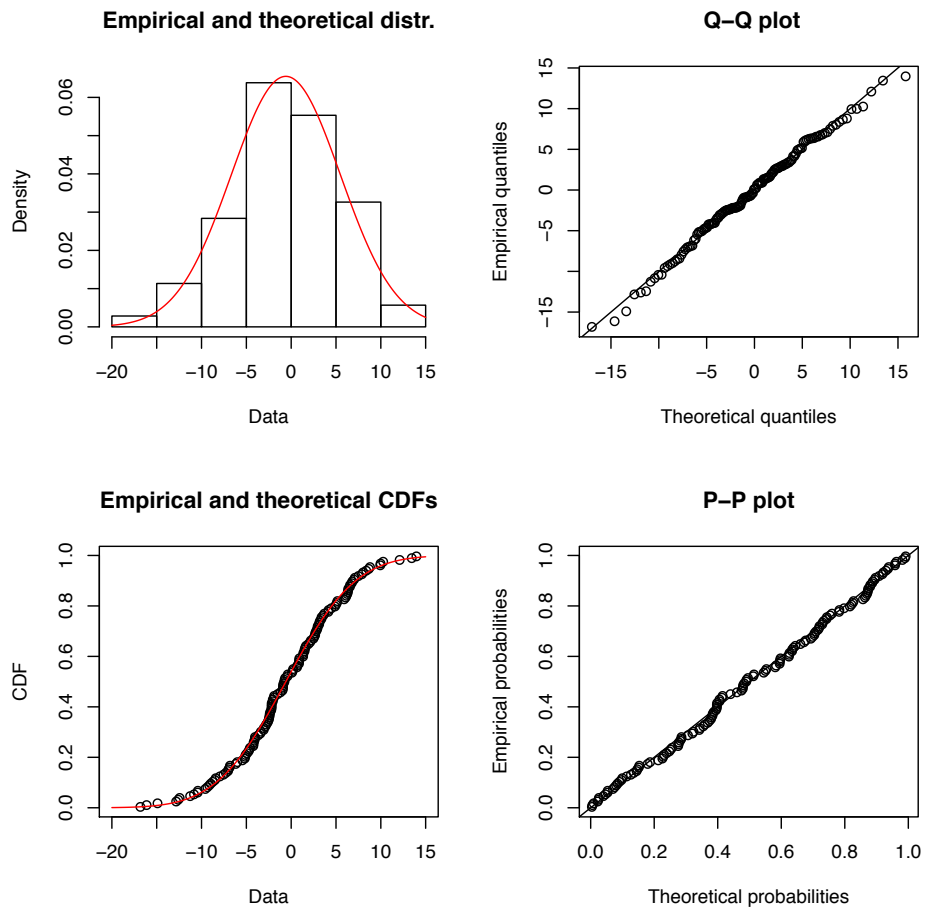 Empirical and theoretical distr.
Density
0.00 0.02 0.04 0.06
−20 −10 −5 0 5 10 15
Data
Q−Q plot
Empirical quantiles
−15 −5 0 5 10 15
−15 −5 0 5 10 15
Theoretical quantiles
Empirical and theoretical CDFs
CDF
0.0 0.2 0.4 0.6 0.8 1.0
−20 −10 −5 0 5 10 15
Data
P−P plot
Empirical probabilities
0.0 0.2 0.4 0.6 0.8 1.0
0.0 0.2 0.4 0.6 0.8 1.0
Theoretical probabilities